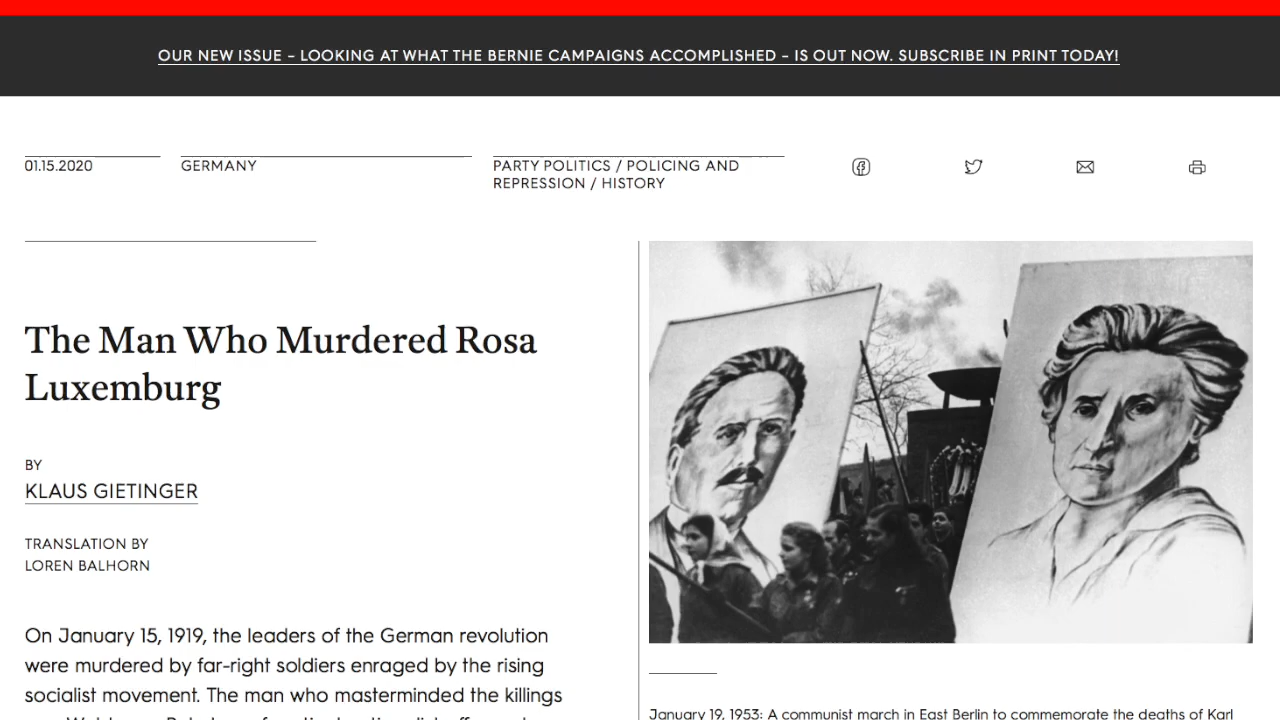 OUR NEW ISSUE – LOOKING AT WHAT THE BERNIE CAMPAIGNS ACCOMPLISHED – IS OUT NOW. SUBSCRIBE IN PRINT TODAY!
01.15.2020
GERMANY
PARTY POLITICS / POLICING AND
REPRESSION / HISTORY
The Man Who Murdered Rosa
Luxemburg
BY
KLAUS GIETINGER
TRANSLATION BY
LOREN BALHORN
On January 15, 1919, the leaders of the German revolution
were murdered by far-right soldiers enraged by the rising
socialist movement. The man who masterminded the killings
January 19, 1953: A communist march in East Berlin to commemorate the deaths of Karl